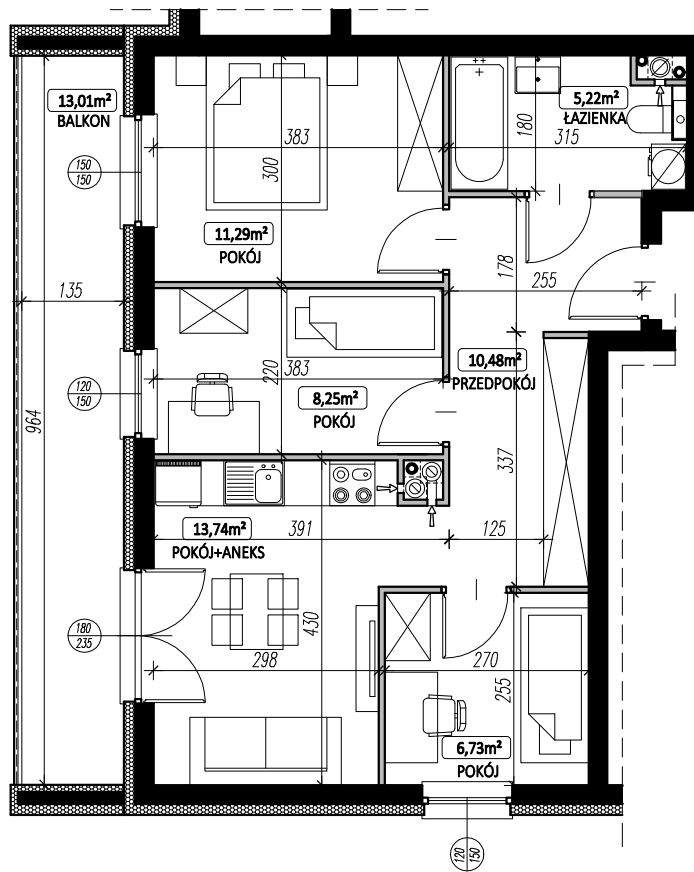 13,01m²
BALKON
5,22m²
ŁAZIENKA
180
315
383
300
150
150
11,29m²
POKÓJ
178
255
135
10,48m²
PRZEDPOKÓJ
383
220
120
150
8,25m²
POKÓJ
964
337
13,74m²
POKÓJ+ANEKS
391
125
430
180
235
298
270
255
6,73m²
POKÓJ
120
150